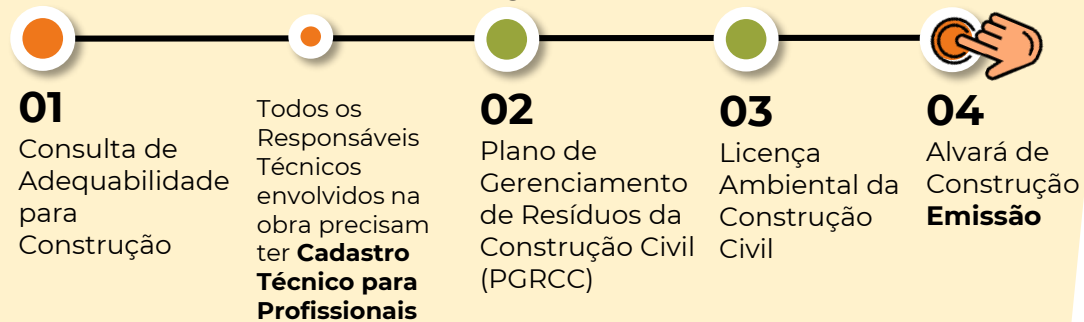 01
Consulta de
Adequabilidade
para
Construção
Todos os
Responsáveis
Técnicos
envolvidos na
obra precisam
ter Cadastro
Técnico para
Profissionais
02
Plano de
Gerenciamento
de Resíduos da
Construção Civil
(PGRCC)
03
Licença
Ambiental da
Construção
Civil
04
Alvará de
Construção
Emissão